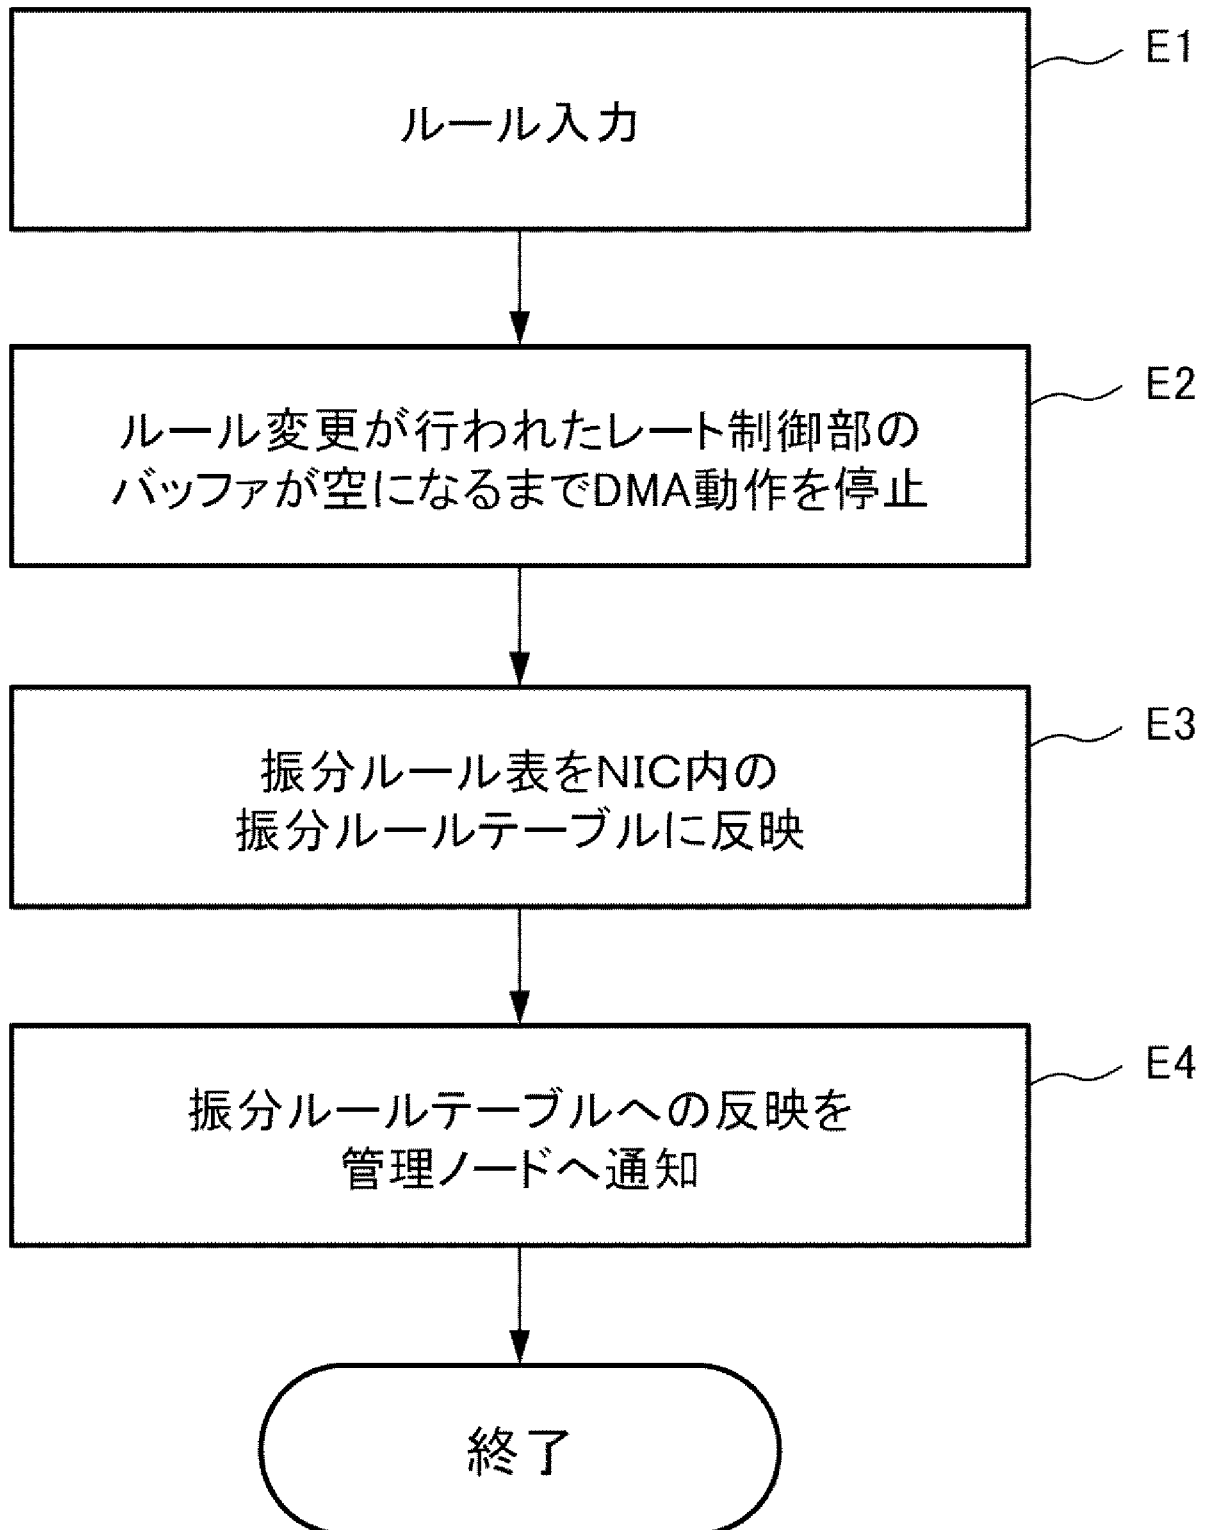 ルール入力
E1
ルール変更が行われたレート制御部の
バッファが空になるまでDMA動作を停止
E2
振分ルール表をNIC内の
振分ルールテーブルに反映
E3
振分ルールテーブルへの反映を
管理ノードへ通知
E4
終了